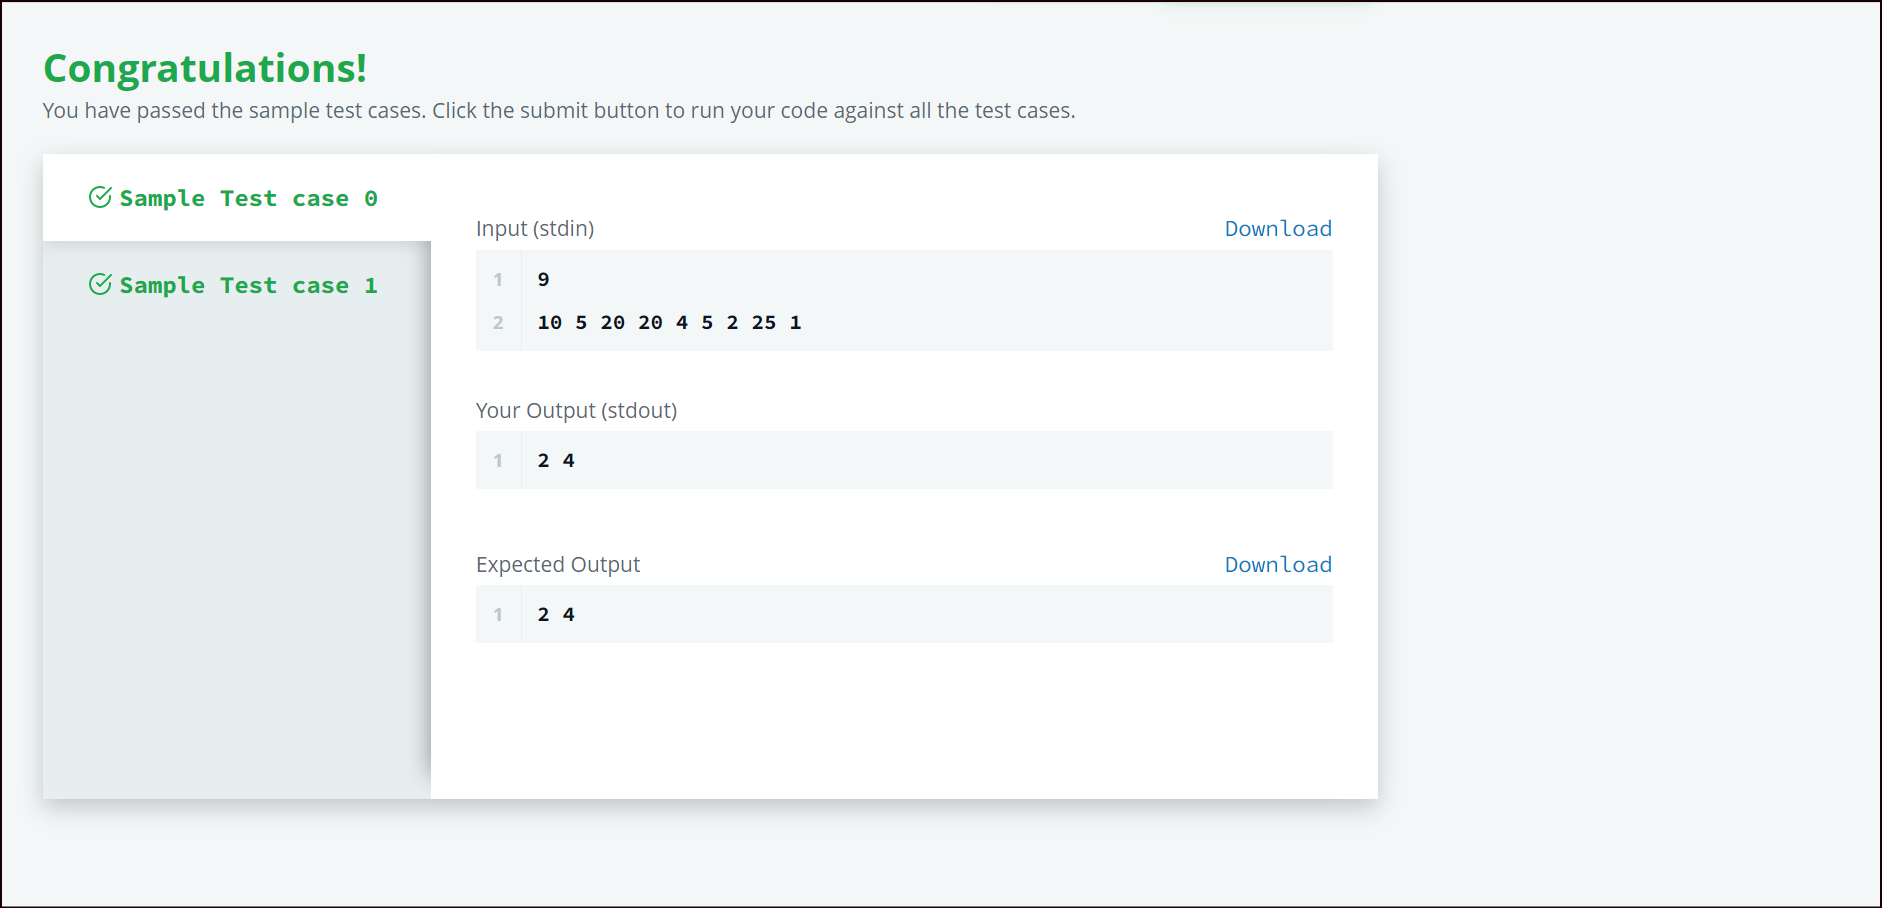 Congratulations!
You have passed the sample test cases. Click the submit button to run your code against all the test cases.
Sample Test case 0
Sample Test case 1
Input (stdin)
Download
1 9
2 10 5 20 20 4 5 2 25 1
Your Output (stdout)
1 2 4
Expected Output
Download
1 2 4